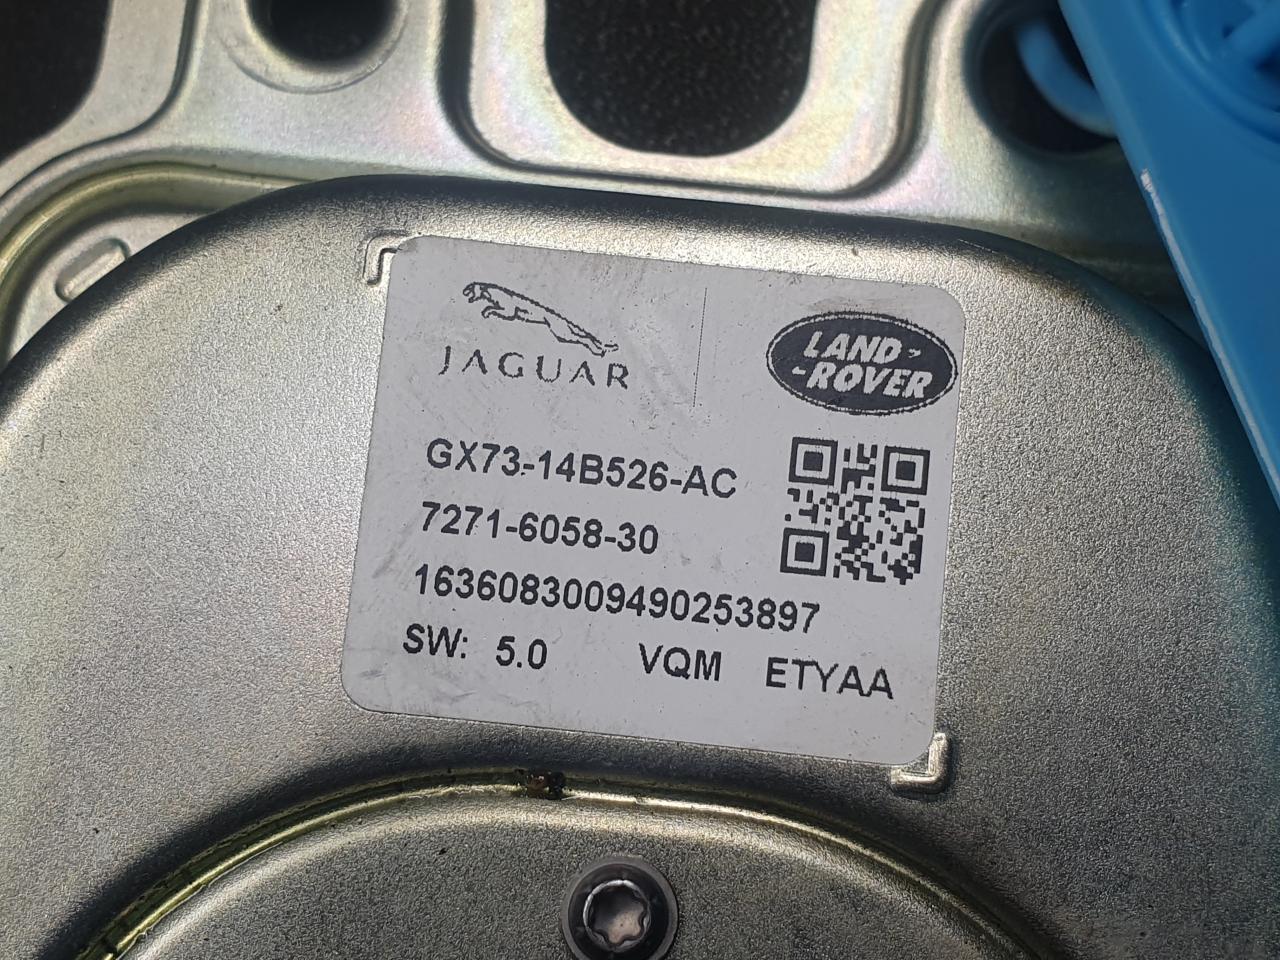 JAGUAR
LAND-
-ROVER
GX73-14B526-AC
7271-6058-30
1636083009490253897
SW: 5.0 VQM ETYAA